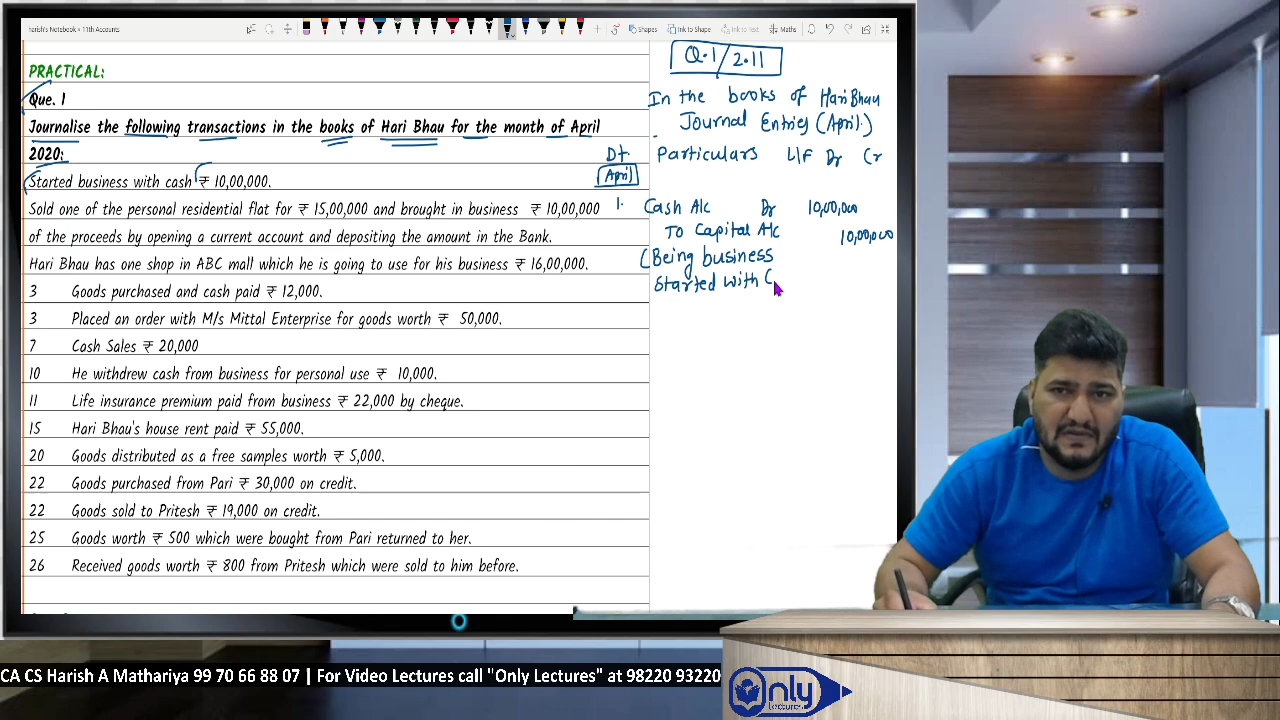 harish's Notebook » 11th Accounts
Shapes
Ink to Shape
Ink to Text
Maths
PRACTICAL:
Que. 1
Journalise the following transactions in the books of Hari Bhau for the month of April
2020:
Started business with cash ₹ 10,00,000.
Sold one of the personal residential flat for ₹ 15,00,000 and brought in business ₹ 10,00,000
of the proceeds by opening a current account and depositing the amount in the Bank.
Hari Bhau has one shop in ABC mall which he is going to use for his business ₹ 16,00,000.
3 Goods purchased and cash paid ₹ 12,000.
3 Placed an order with M/s Mittal Enterprise for goods worth ₹ 50,000.
7 Cash Sales ₹ 20,000
10 He withdrew cash from business for personal use ₹ 10,000.
11 Life insurance premium paid from business ₹ 22,000 by cheque.
15 Hari Bhau's house rent paid ₹ 55,000.
20 Goods distributed as a free samples worth ₹ 5,000.
22 Goods purchased from Pari ₹ 30,000 on credit.
22 Goods sold to Pritesh ₹ 19,000 on credit.
25 Goods worth ₹ 500 which were bought from Pari returned to her.
26 Received goods worth ₹ 800 from Pritesh which were sold to him before.
Q.1/2.11
In the books of Hari Bhau
Journal Entries (April.)
Dt. Particulars L/F Dr Cr
April
1. Cash A/c Dr 10,00,000
To Capital A/c 10,00,000
(Being business
Started with C
CA CS Harish A Mathariya 99 70 66 88 07 | For Video Lectures call "Only Lectures" at 98220 93220
Only
Lectures